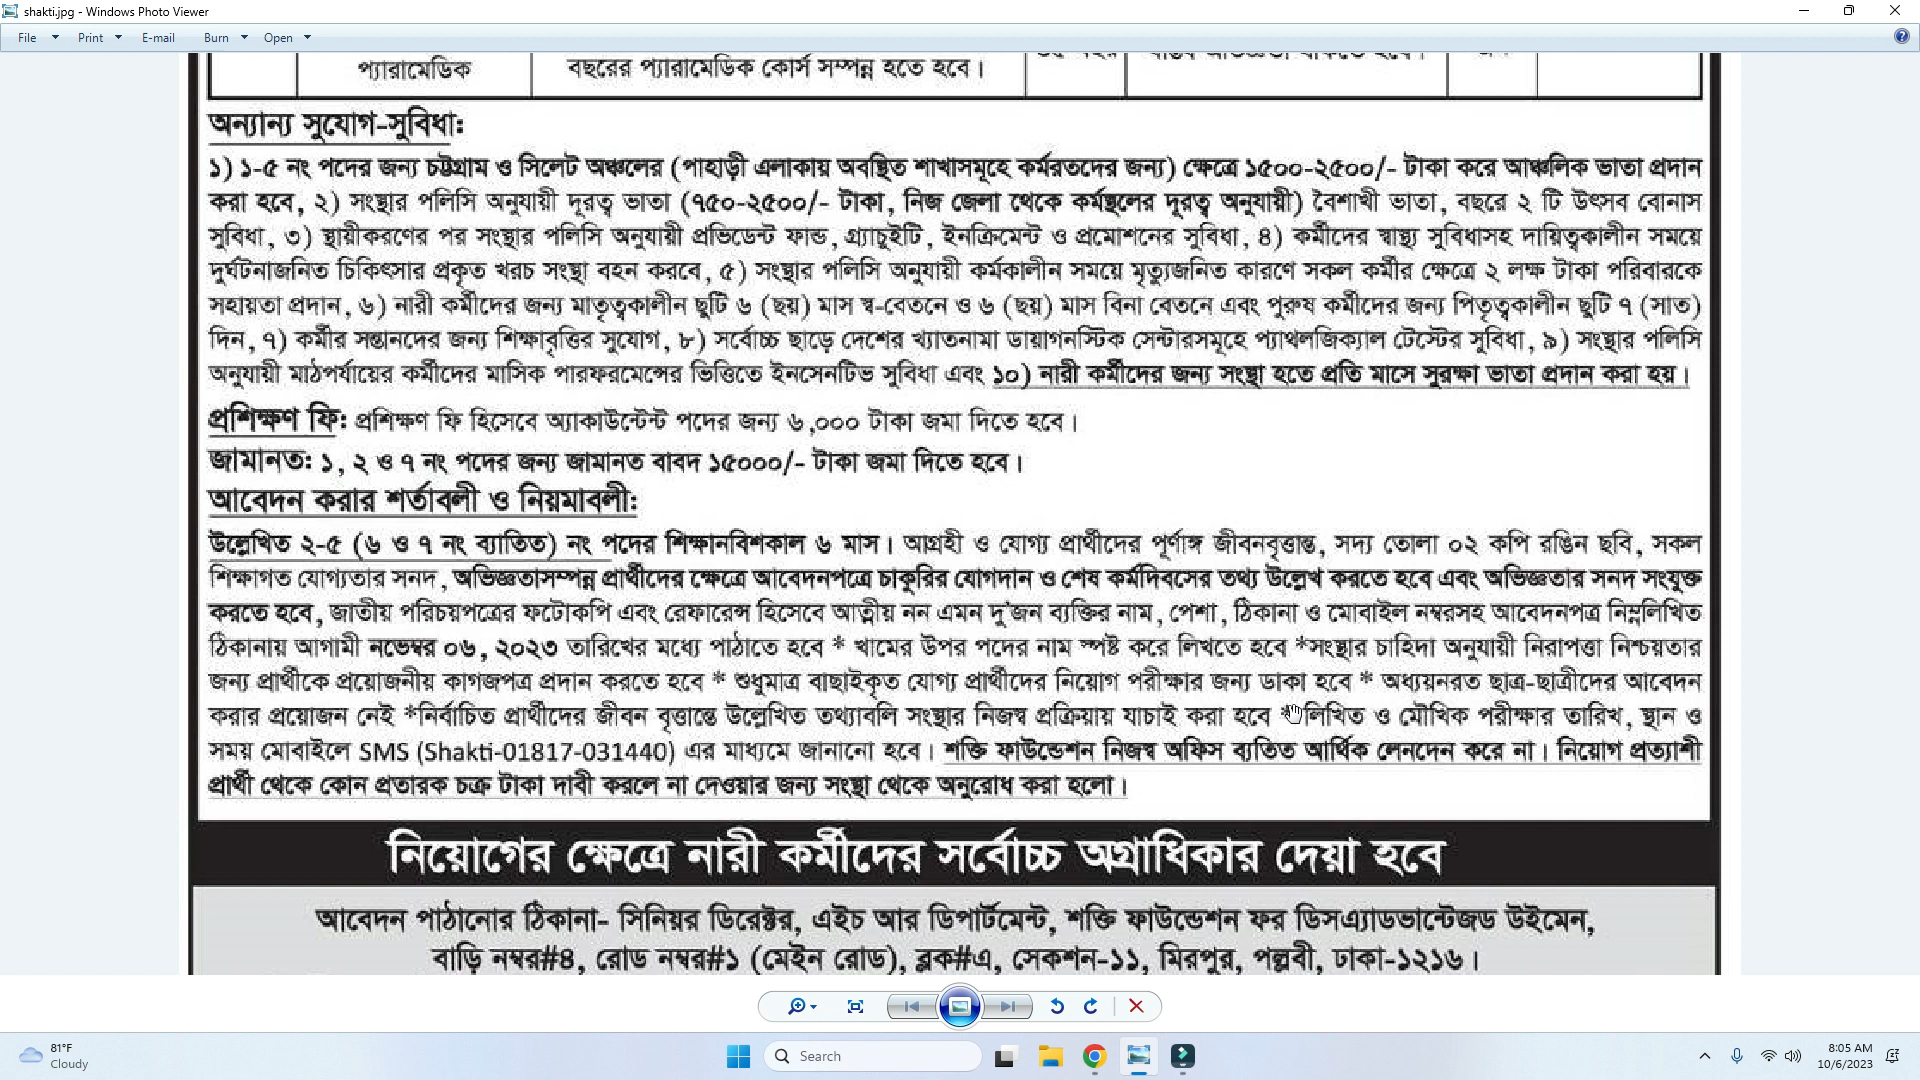 shakti.jpg - Windows Photo Viewer
File Print E-mail Burn Open
প্যারামেডিক বছরের প্যারামেডিক কোর্স সম্পন্ন হতে হবে।
অন্যান্য সুযোগ-সুবিধা:
১) ১-৫ নং পদের জন্য চট্টগ্রাম ও সিলেট অঞ্চলের (পাহাড়ী এলাকায় অবস্থিত শাখাসমূহে কর্মরতদের জন্য) ক্ষেত্রে ১৫০০-২৫০০/- টাকা করে আঞ্চলিক ভাতা প্রদান
করা হবে, ২) সংস্থার পলিসি অনুযায়ী দূরত্ব ভাতা (৭৫০-২৫০০/- টাকা, নিজ জেলা থেকে কর্মস্থলের দূরত্ব অনুযায়ী) বৈশাখী ভাতা, বছরে ২ টি উৎসব বোনাস
সুবিধা, ৩) স্থায়ীকরণের পর সংস্থার পলিসি অনুযায়ী প্রভিডেন্ট ফান্ড, গ্র্যাচুইটি, ইনক্রিমেন্ট ও প্রমোশনের সুবিধা, ৪) কর্মীদের স্বাস্থ্য সুবিধাসহ দায়িত্বকালীন সময়ে
দুর্ঘটনাজনিত চিকিৎসার প্রকৃত খরচ সংস্থা বহন করবে, ৫) সংস্থার পলিসি অনুযায়ী কর্মকালীন সময়ে মৃত্যুজনিত কারণে সকল কর্মীর ক্ষেত্রে ২ লক্ষ টাকা পরিবারকে
সহায়তা প্রদান, ৬) নারী কর্মীদের জন্য মাতৃত্বকালীন ছুটি ৬ (ছয়) মাস স্ব-বেতনে ও ৬ (ছয়) মাস বিনা বেতনে এবং পুরুষ কর্মীদের জন্য পিতৃত্বকালীন ছুটি ৭ (সাত)
দিন, ৭) কর্মীর সন্তানদের জন্য শিক্ষাবৃত্তির সুযোগ, ৮) সর্বোচ্চ ছাড়ে দেশের খ্যাতনামা ডায়াগনস্টিক সেন্টারসমূহে প্যাথলজিক্যাল টেস্টের সুবিধা, ৯) সংস্থার পলিসি
অনুযায়ী মাঠপর্যায়ের কর্মীদের মাসিক পারফরমেন্সের ভিত্তিতে ইনসেনটিভ সুবিধা এবং ১০) নারী কর্মীদের জন্য সংস্থা হতে প্রতি মাসে সুরক্ষা ভাতা প্রদান করা হয়।
প্রশিক্ষণ ফি: প্রশিক্ষণ ফি হিসেবে অ্যাকাউন্টেন্ট পদের জন্য ৬,০০০ টাকা জমা দিতে হবে।
জামানত: ১, ২ ও ৭ নং পদের জন্য জামানত বাবদ ১৫০০০/- টাকা জমা দিতে হবে।
আবেদন করার শর্তাবলী ও নিয়মাবলী:
উল্লেখিত ২-৫ (৬ ও ৭ নং ব্যাতিত) নং পদের শিক্ষানবিশকাল ৬ মাস। আগ্রহী ও যোগ্য প্রার্থীদের পূর্ণাঙ্গ জীবনবৃত্তান্ত, সদ্য তোলা ০২ কপি রঙিন ছবি, সকল
শিক্ষাগত যোগ্যতার সনদ, অভিজ্ঞতাসম্পন্ন প্রার্থীদের ক্ষেত্রে আবেদনপত্রে চাকুরির যোগদান ও শেষ কর্মদিবসের তথ্য উল্লেখ করতে হবে এবং অভিজ্ঞতার সনদ সংযুক্ত
করতে হবে, জাতীয় পরিচয়পত্রের ফটোকপি এবং রেফারেন্স হিসেবে আত্নীয় নন এমন দু'জন ব্যক্তির নাম, পেশা, ঠিকানা ও মোবাইল নম্বরসহ আবেদনপত্র নিম্নলিখিত
ঠিকানায় আগামী নভেম্বর ০৬, ২০২৩ তারিখের মধ্যে পাঠাতে হবে * খামের উপর পদের নাম স্পষ্ট করে লিখতে হবে *সংস্থার চাহিদা অনুযায়ী নিরাপত্তা নিশ্চয়তার
জন্য প্রার্থীকে প্রয়োজনীয় কাগজপত্র প্রদান করতে হবে * শুধুমাত্র বাছাইকৃত যোগ্য প্রার্থীদের নিয়োগ পরীক্ষার জন্য ডাকা হবে * অধ্যয়নরত ছাত্র-ছাত্রীদের আবেদন
করার প্রয়োজন নেই *নির্বাচিত প্রার্থীদের জীবন বৃত্তান্তে উল্লেখিত তথ্যাবলি সংস্থার নিজস্ব প্রক্রিয়ায় যাচাই করা হবে *লিখিত ও মৌখিক পরীক্ষার তারিখ, স্থান ও
সময় মোবাইলে SMS (Shakti-01817-031440) এর মাধ্যমে জানানো হবে। শক্তি ফাউন্ডেশন নিজস্ব অফিস ব্যতিত আর্থিক লেনদেন করে না। নিয়োগ প্রত্যাশী
প্রার্থী থেকে কোন প্রতারক চক্র টাকা দাবী করলে না দেওয়ার জন্য সংস্থা থেকে অনুরোধ করা হলো।
নিয়োগের ক্ষেত্রে নারী কর্মীদের সর্বোচ্চ অগ্রাধিকার দেয়া হবে
আবেদন পাঠানোর ঠিকানা- সিনিয়র ডিরেক্টর, এইচ আর ডিপার্টমেন্ট, শক্তি ফাউন্ডেশন ফর ডিসএ্যাডভান্টেজড উইমেন,
বাড়ি নম্বর#৪, রোড নম্বর#১ (মেইন রোড), ব্লক#এ, সেকশন-১১, মিরপুর, পল্লবী, ঢাকা-১২১৬।
81°F
Cloudy
Search
8:05 AM
10/6/2023